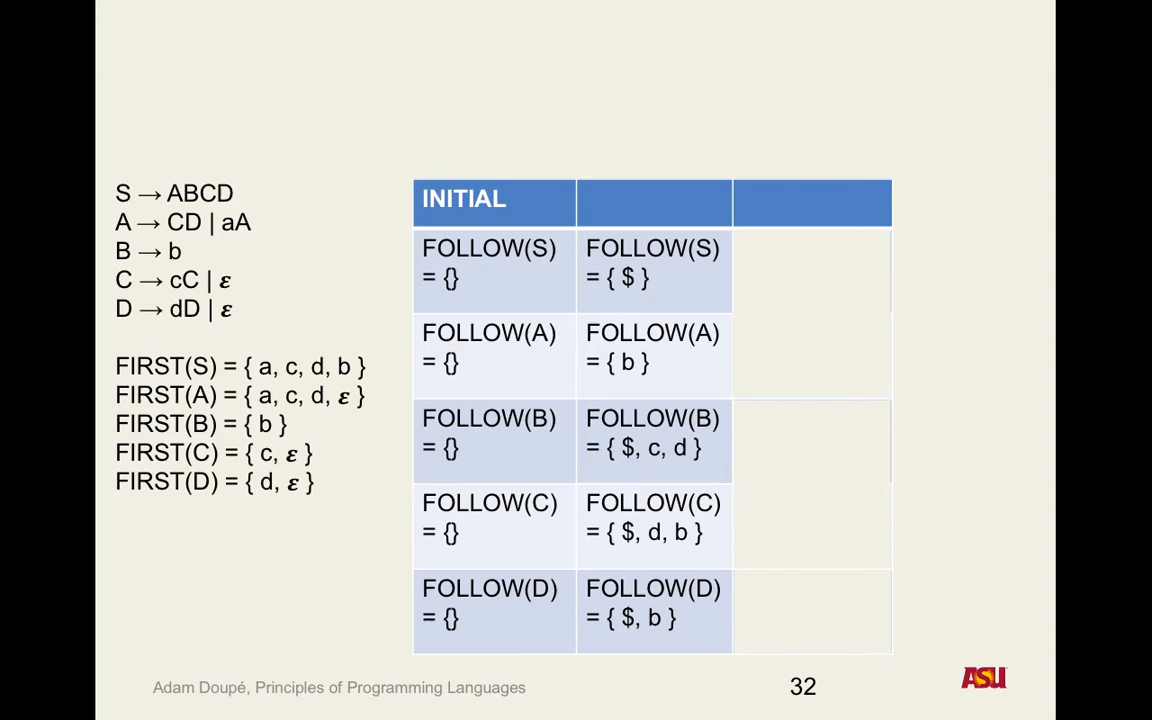 S → ABCD
A → CD | aA
B → b
C → cC | ε
D → dD | ε
FIRST(S) = { a, c, d, b }
FIRST(A) = { a, c, d, ε }
FIRST(B) = { b }
FIRST(C) = { c, ε }
FIRST(D) = { d, ε }
INITIAL
FOLLOW(S)
= {}
FOLLOW(S)
= { $ }
FOLLOW(A)
= {}
FOLLOW(A)
= { b }
FOLLOW(B)
= {}
FOLLOW(B)
= { $, c, d }
FOLLOW(C)
= {}
FOLLOW(C)
= { $, d, b }
FOLLOW(D)
= {}
FOLLOW(D)
= { $, b }
Adam Doupé, Principles of Programming Languages
32
ASU